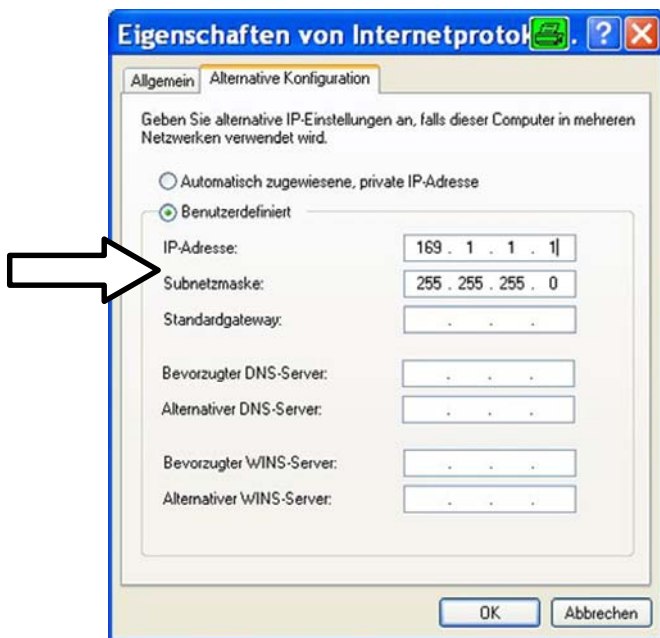 Eigenschaften von Internetprotok . ?
Allgemein Alternative Konfiguration
Geben Sie alternative IP-Einstellungen an, falls dieser Computer in mehreren
Netzwerken verwendet wird.
Automatisch zugewiesene, private IP-Adresse
Benutzerdefiniert
IP-Adresse: 169 . 1 . 1 . 1
Subnetzmaske: 255 . 255 . 255 . 0
Standardgateway: . . .
Bevorzugter DNS-Server: . . .
Alternativer DNS-Server: . . .
Bevorzugter WINS-Server: . . .
Alternativer WINS-Server: . . .
OK Abbrechen